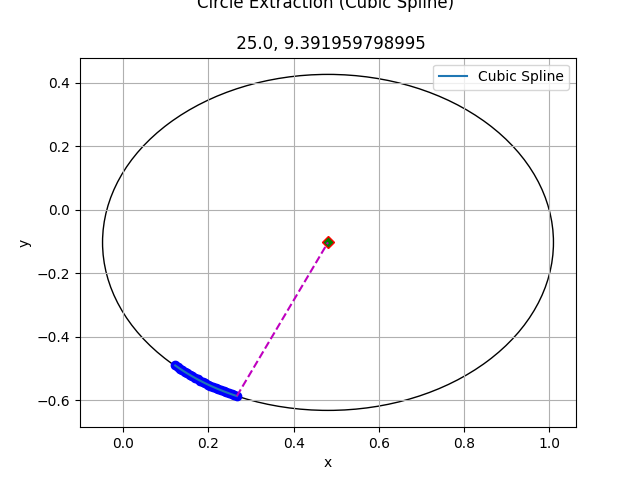 Circle Extraction (Cubic Spline)
25.0, 9.391959798995
Cubic Spline
0.4
0.2
0.0
−0.2
−0.4
−0.6
y
0.0 0.2 0.4 0.6 0.8 1.0
x